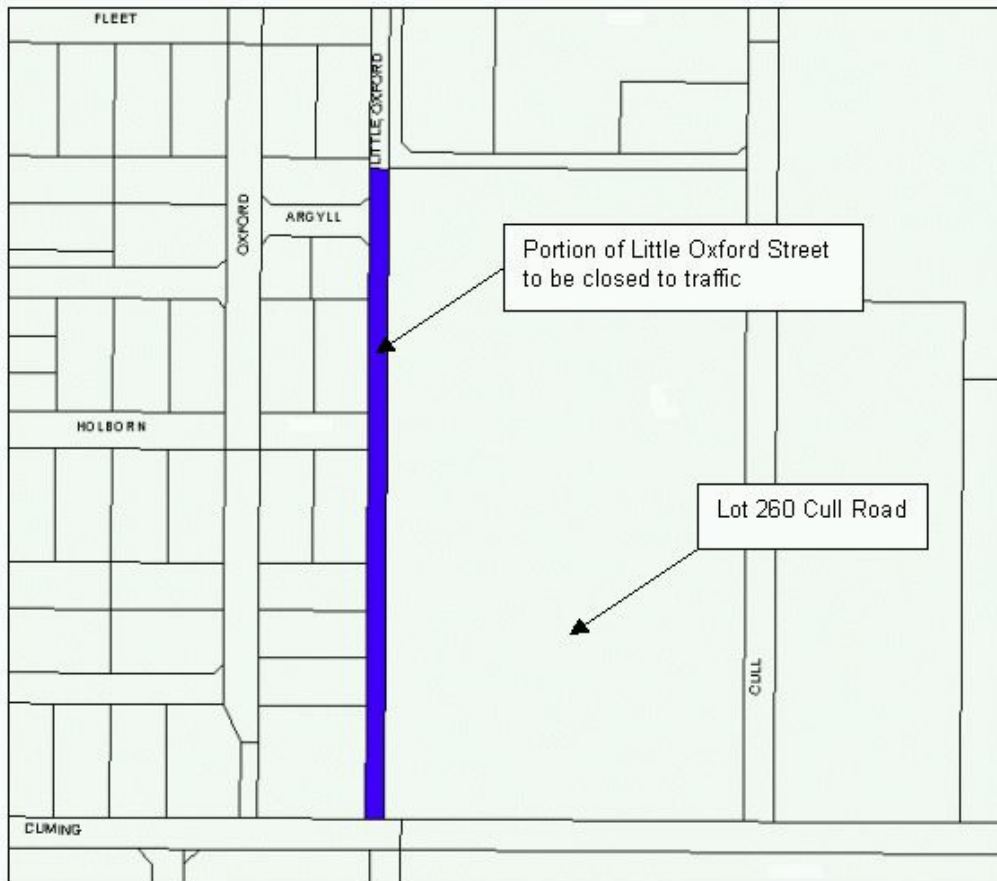 FLEET
LITTLE OXFORD
OXFORD
ARGYLL
Portion of Little Oxford Street
to be closed to traffic
HOLBORN
Lot 260 Cull Road
CULL
CUMING